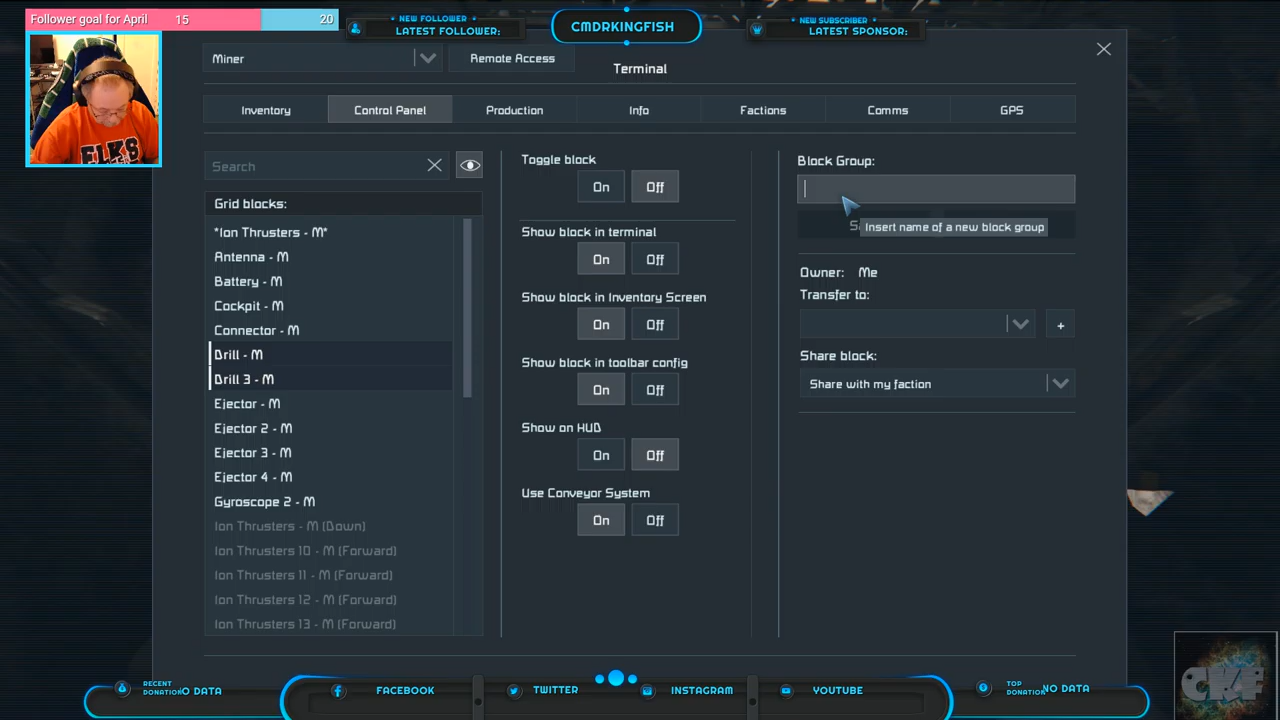 Follower goal for April 15 20
NEW FOLLOWER
LATEST FOLLOWER:
CMDRKINGFISH
NEW SUBSCRIBER
LATEST SPONSOR:
Miner
Remote Access
Terminal
Inventory
Control Panel
Production
Info
Factions
Comms
GPS
Search
Grid blocks:
*Ion Thrusters - M*
Antenna - M
Battery - M
Cockpit - M
Connector - M
Drill - M
Drill 3 - M
Ejector - M
Ejector 2 - M
Ejector 3 - M
Ejector 4 - M
Gyroscope 2 - M
Ion Thrusters - M (Down)
Ion Thrusters 10 - M (Forward)
Ion Thrusters 11 - M (Forward)
Ion Thrusters 12 - M (Forward)
Ion Thrusters 13 - M (Forward)
Toggle block
On Off
Show block in terminal
On Off
Show block in Inventory Screen
On Off
Show block in toolbar config
On Off
Show on HUD
On Off
Use Conveyor System
On Off
Block Group:
Insert name of a new block group
Owner: Me
Transfer to:
+
Share block:
Share with my faction
ELKS
RECENT
DONATION:
NO DATA
FACEBOOK
TWITTER
INSTAGRAM
YOUTUBE
TOP
DONATION:
NO DATA
CKF